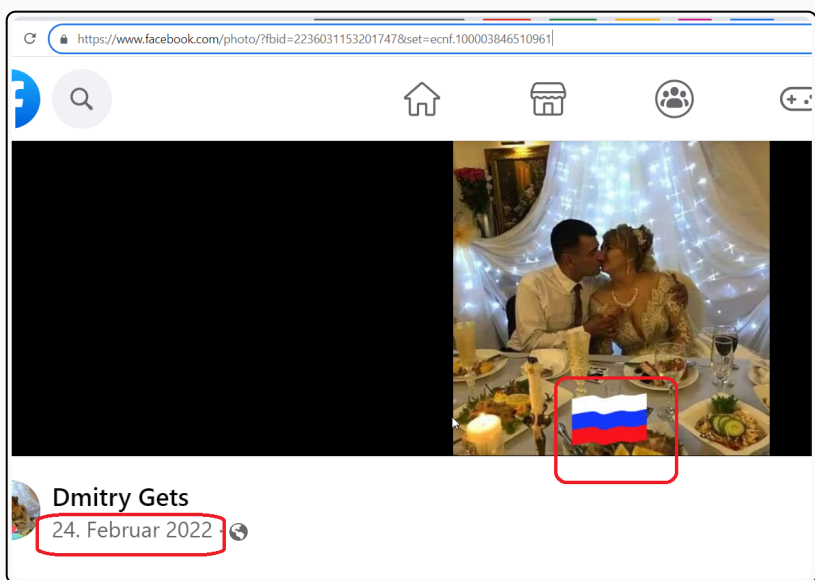 https://www.facebook.com/photo/?fbid=2236031153201747&set=ecnf.100003846510961
Dmitry Gets
24. Februar 2022 ·